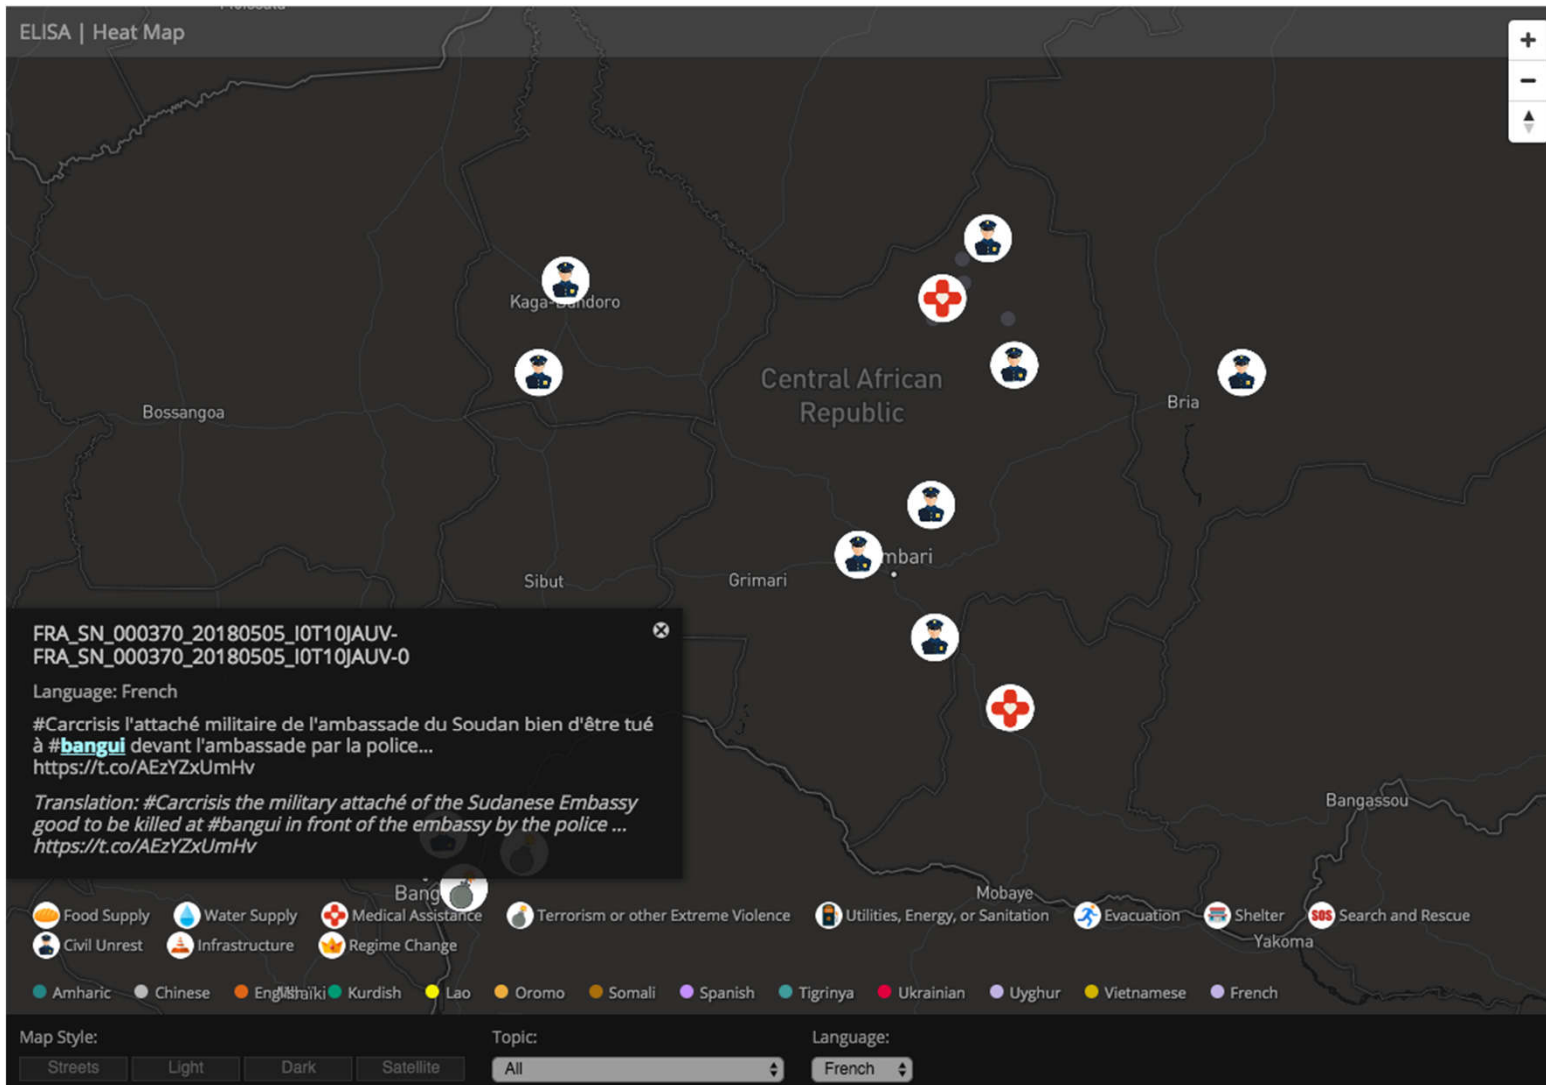 ELISA | Heat Map
Kaga-Bandoro
Central African
Republic
Bossangoa
Bria
mbari
Sibut
Grimari
FRA_SN_000370_20180505_I0T10JAUV-
FRA_SN_000370_20180505_I0T10JAUV-0
Language: French
#Carcrisis l'attaché militaire de l'ambassade du Soudan bien d'être tué
à #bangui devant l'ambassade par la police...
https://t.co/AEzYZxUmHv
Translation: #Carcrisis the military attaché of the Sudanese Embassy
good to be killed at #bangui in front of the embassy by the police ...
https://t.co/AEzYZxUmHv
Bangassou
Bang
Mobaye
Food Supply Water Supply Medical Assistance Terrorism or other Extreme Violence Utilities, Energy, or Sanitation Evacuation Shelter SOS Search and Rescue
Civil Unrest Infrastructure Regime Change
Yakoma
Amharic Chinese English Kurdish Lao Oromo Somali Spanish Tigrinya Ukrainian Uyghur Vietnamese French
Map Style: Topic: Language:
Streets Light Dark Satellite All French